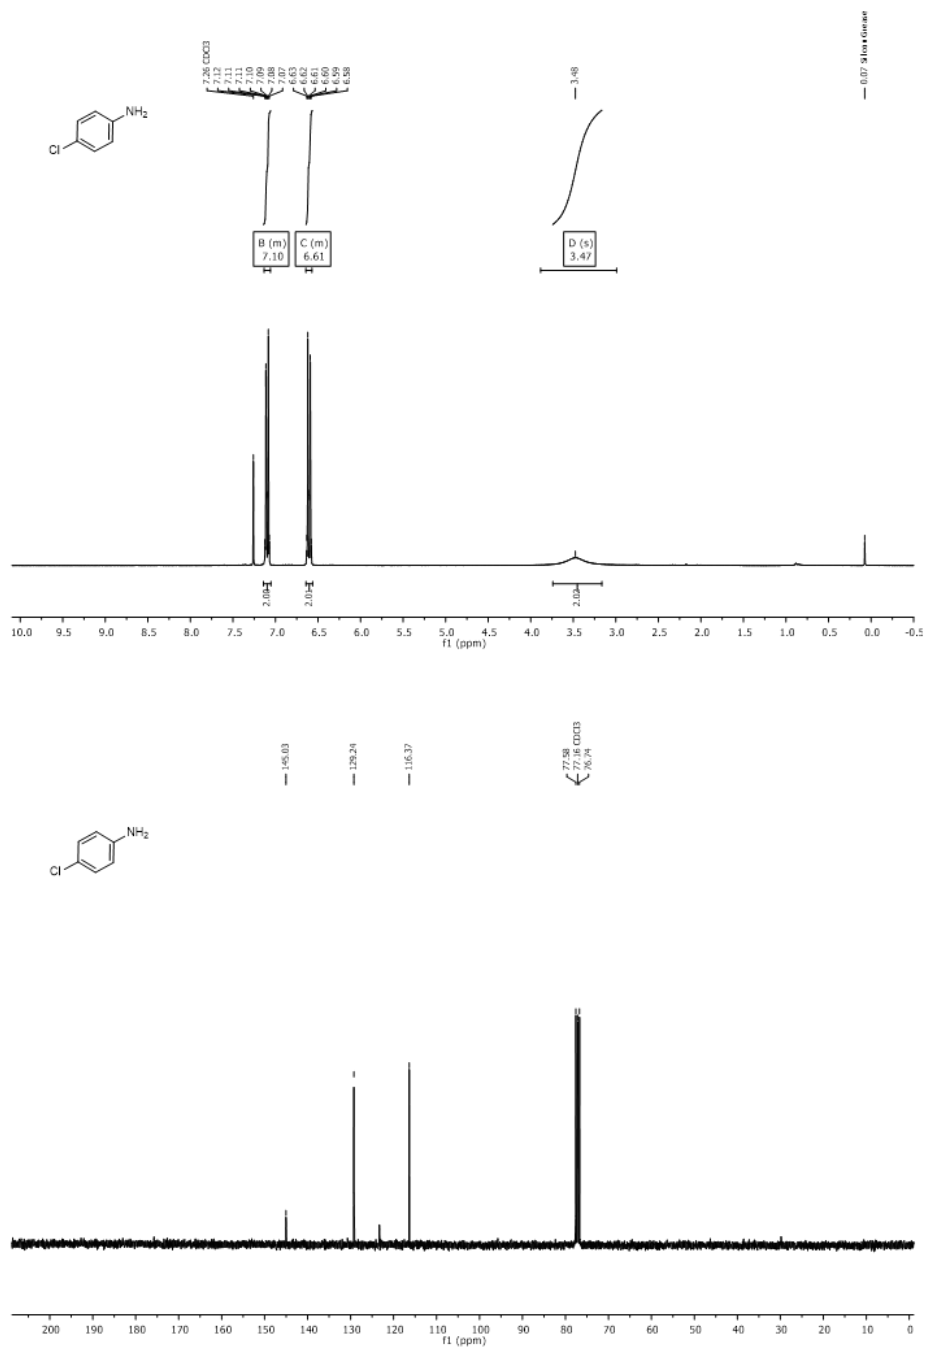 7.26 CDCl3
7.12
7.11
7.11
7.10
7.09
7.08
7.07
6.63
6.62
6.61
6.60
6.59
6.58
3.48
0.07 Silicon Grease
NH2
Cl
B (m)
7.10
C (m)
6.61
D (s)
3.47
2.00
2.01
2.02
10.0 9.5 9.0 8.5 8.0 7.5 7.0 6.5 6.0 5.5 5.0 4.5 4.0 3.5 3.0 2.5 2.0 1.5 1.0 0.5 0.0 -0.5
f1 (ppm)
145.03
129.24
116.37
77.58
77.16 CDCl3
76.74
NH2
Cl
200 190 180 170 160 150 140 130 120 110 100 90 80 70 60 50 40 30 20 10 0
f1 (ppm)